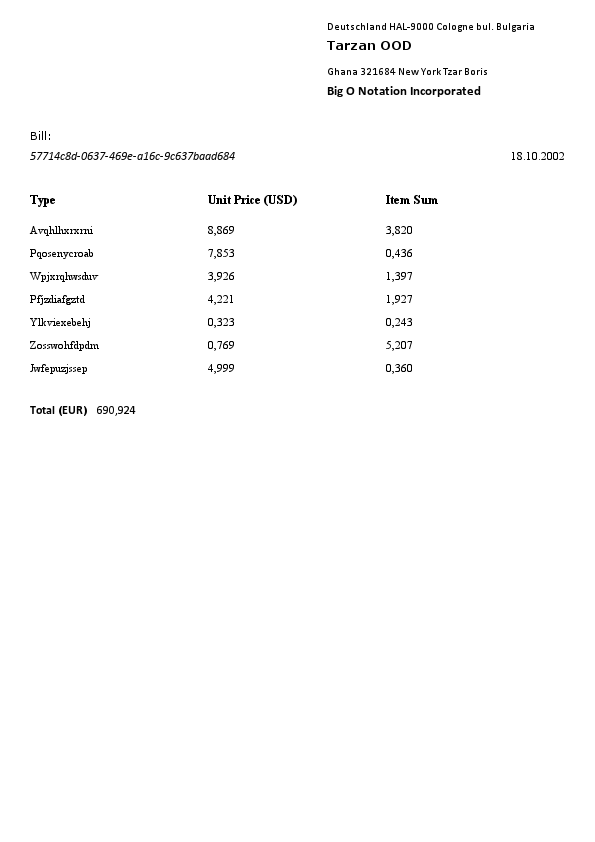 Deutschland HAL-9000 Cologne bul. Bulgaria
Tarzan OOD
Ghana 321684 New York Tzar Boris
Big O Notation Incorporated
Bill:
57714c8d-0637-469e-a16c-9c637baad684 18.10.2002
Type Unit Price (USD) Item Sum
Avqhlhxrxrni 8,869 3,820
Pqosenycroab 7,853 0,436
Wpjxrqhwsduv 3,926 1,397
Pfjzdiafgztd 4,221 1,927
Ylkviexebehj 0,323 0,243
Zosswohfdpdm 0,769 5,207
Jwfepuzjssep 4,999 0,360
Total (EUR) 690,924